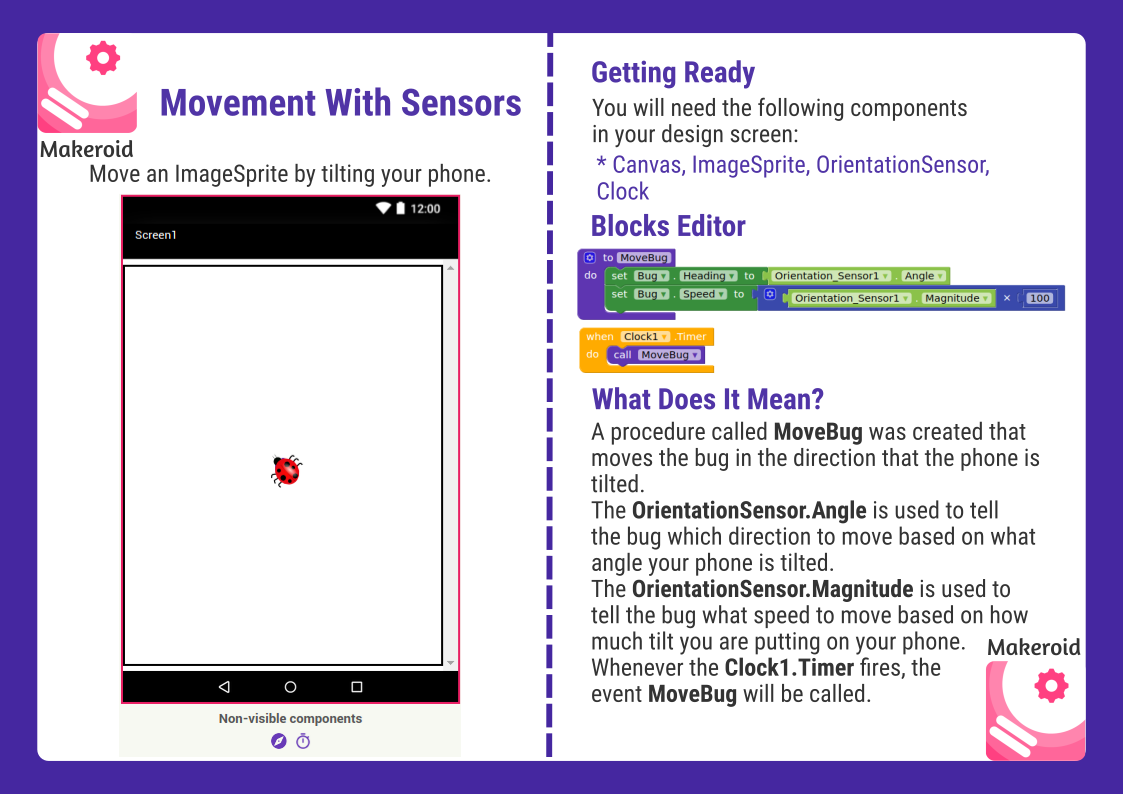 Makeroid
Movement With Sensors
Move an ImageSprite by tilting your phone.
12:00
Screen1
Non-visible components
Getting Ready
You will need the following components
in your design screen:
* Canvas, ImageSprite, OrientationSensor,
Clock
Blocks Editor
to MoveBug
do set Bug . Heading to Orientation_Sensor1 . Angle
set Bug . Speed to Orientation_Sensor1 . Magnitude × 100
when Clock1 .Timer
do call MoveBug
What Does It Mean?
A procedure called MoveBug was created that
moves the bug in the direction that the phone is
tilted.
The OrientationSensor.Angle is used to tell
the bug which direction to move based on what
angle your phone is tilted.
The OrientationSensor.Magnitude is used to
tell the bug what speed to move based on how
much tilt you are putting on your phone.
Whenever the Clock1.Timer fires, the
event MoveBug will be called.
Makeroid